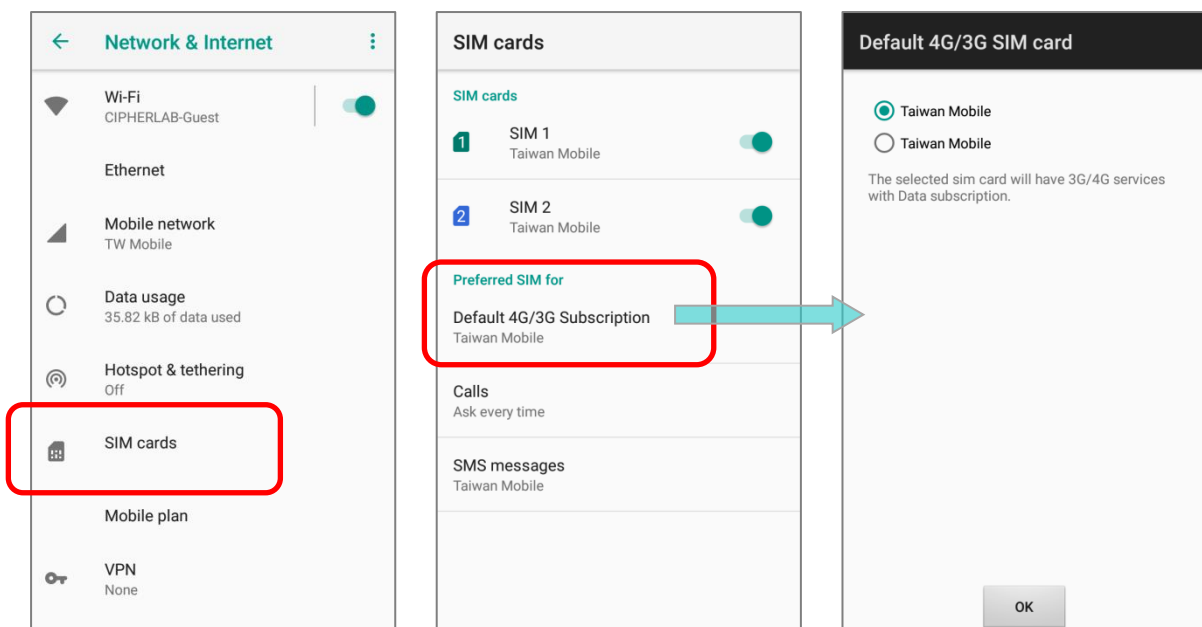 Network & Internet
Wi-Fi
CIPHERLAB-Guest
Ethernet
Mobile network
TW Mobile
Data usage
35.82 kB of data used
Hotspot & tethering
Off
SIM cards
Mobile plan
VPN
None
SIM cards
SIM cards
1
SIM 1
Taiwan Mobile
2
SIM 2
Taiwan Mobile
Preferred SIM for
Default 4G/3G Subscription
Taiwan Mobile
Calls
Ask every time
SMS messages
Taiwan Mobile
Default 4G/3G SIM card
Taiwan Mobile
Taiwan Mobile
The selected sim card will have 3G/4G services
with Data subscription.
OK